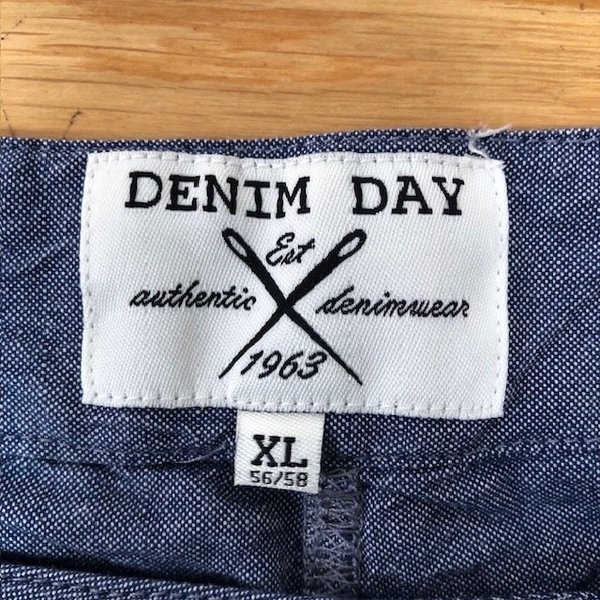 DENIM DAY
Est
authentic denimwear
1963
XL
56/58